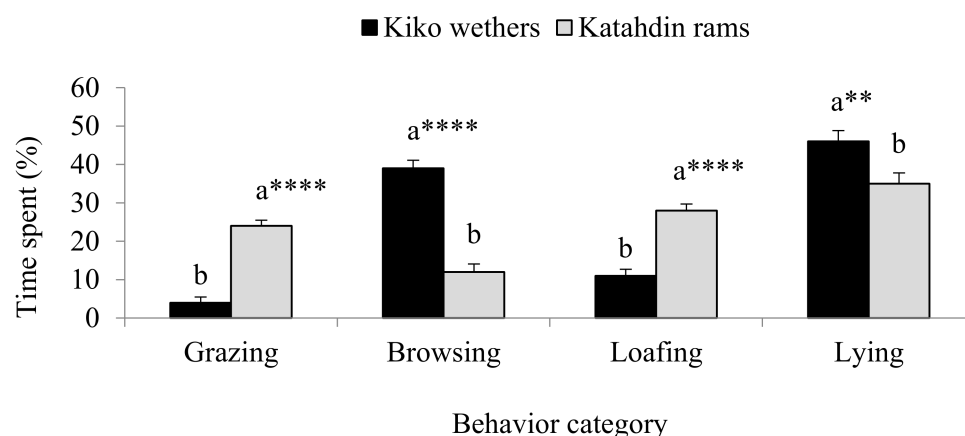 Kiko wethers Katahdin rams
Time spent (%)
60
50
40
30
20
10
0
b
a****
a****
b
b
a****
a**
b
Grazing Browsing Loafing Lying
Behavior category